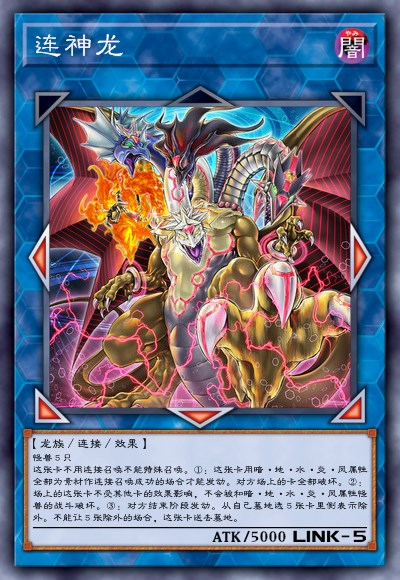 连神龙
やみ
闇
【龙族／连接／效果】
怪兽５只
这张卡不用连接召唤不能特殊召唤。①：这张卡用暗·地·水·炎·风属性
全部为素材作连接召唤成功的场合才能发动。对方场上的卡全部破坏。②：
场上的这张卡不受其他卡的效果影响，不会被和暗·地·水·炎·风属性怪
兽的战斗破坏。③：对方结束阶段发动。从自己墓地选５张卡里侧表示除
外。不能让５张除外的场合，这张卡送去墓地。
ATK/5000 LINK-5